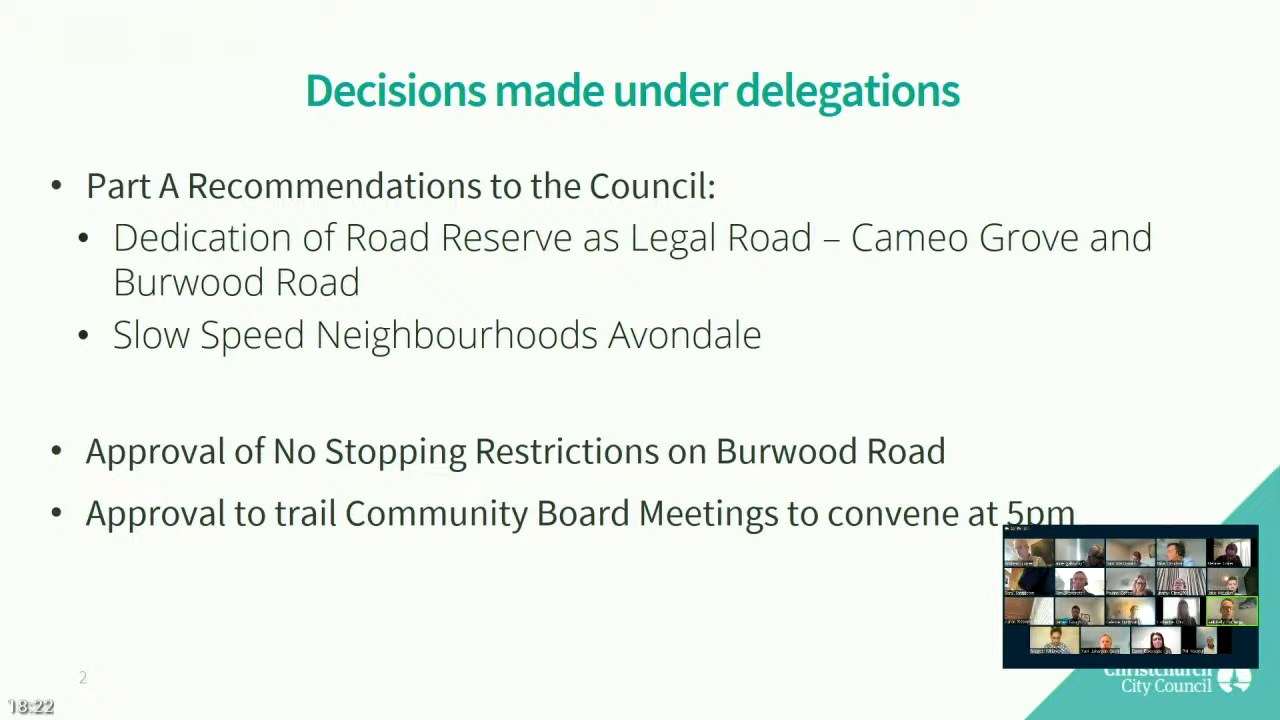 Decisions made under delegations
• Part A Recommendations to the Council:
• Dedication of Road Reserve as Legal Road – Cameo Grove and
Burwood Road
• Slow Speed Neighbourhoods Avondale
• Approval of No Stopping Restrictions on Burwood Road
• Approval to trail Community Board Meetings to convene at 5pm
2
Christchurch
City Council
18:22